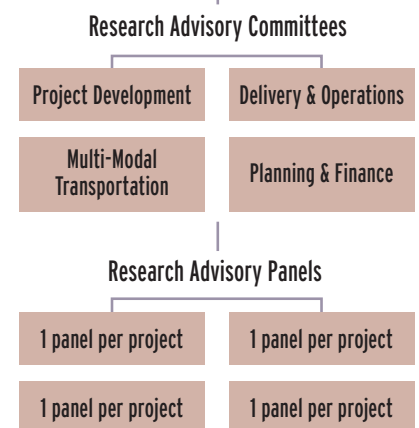 Research Advisory Committees
Project Development
Delivery & Operations
Multi-Modal
Transportation
Planning & Finance
Research Advisory Panels
1 panel per project
1 panel per project
1 panel per project
1 panel per project